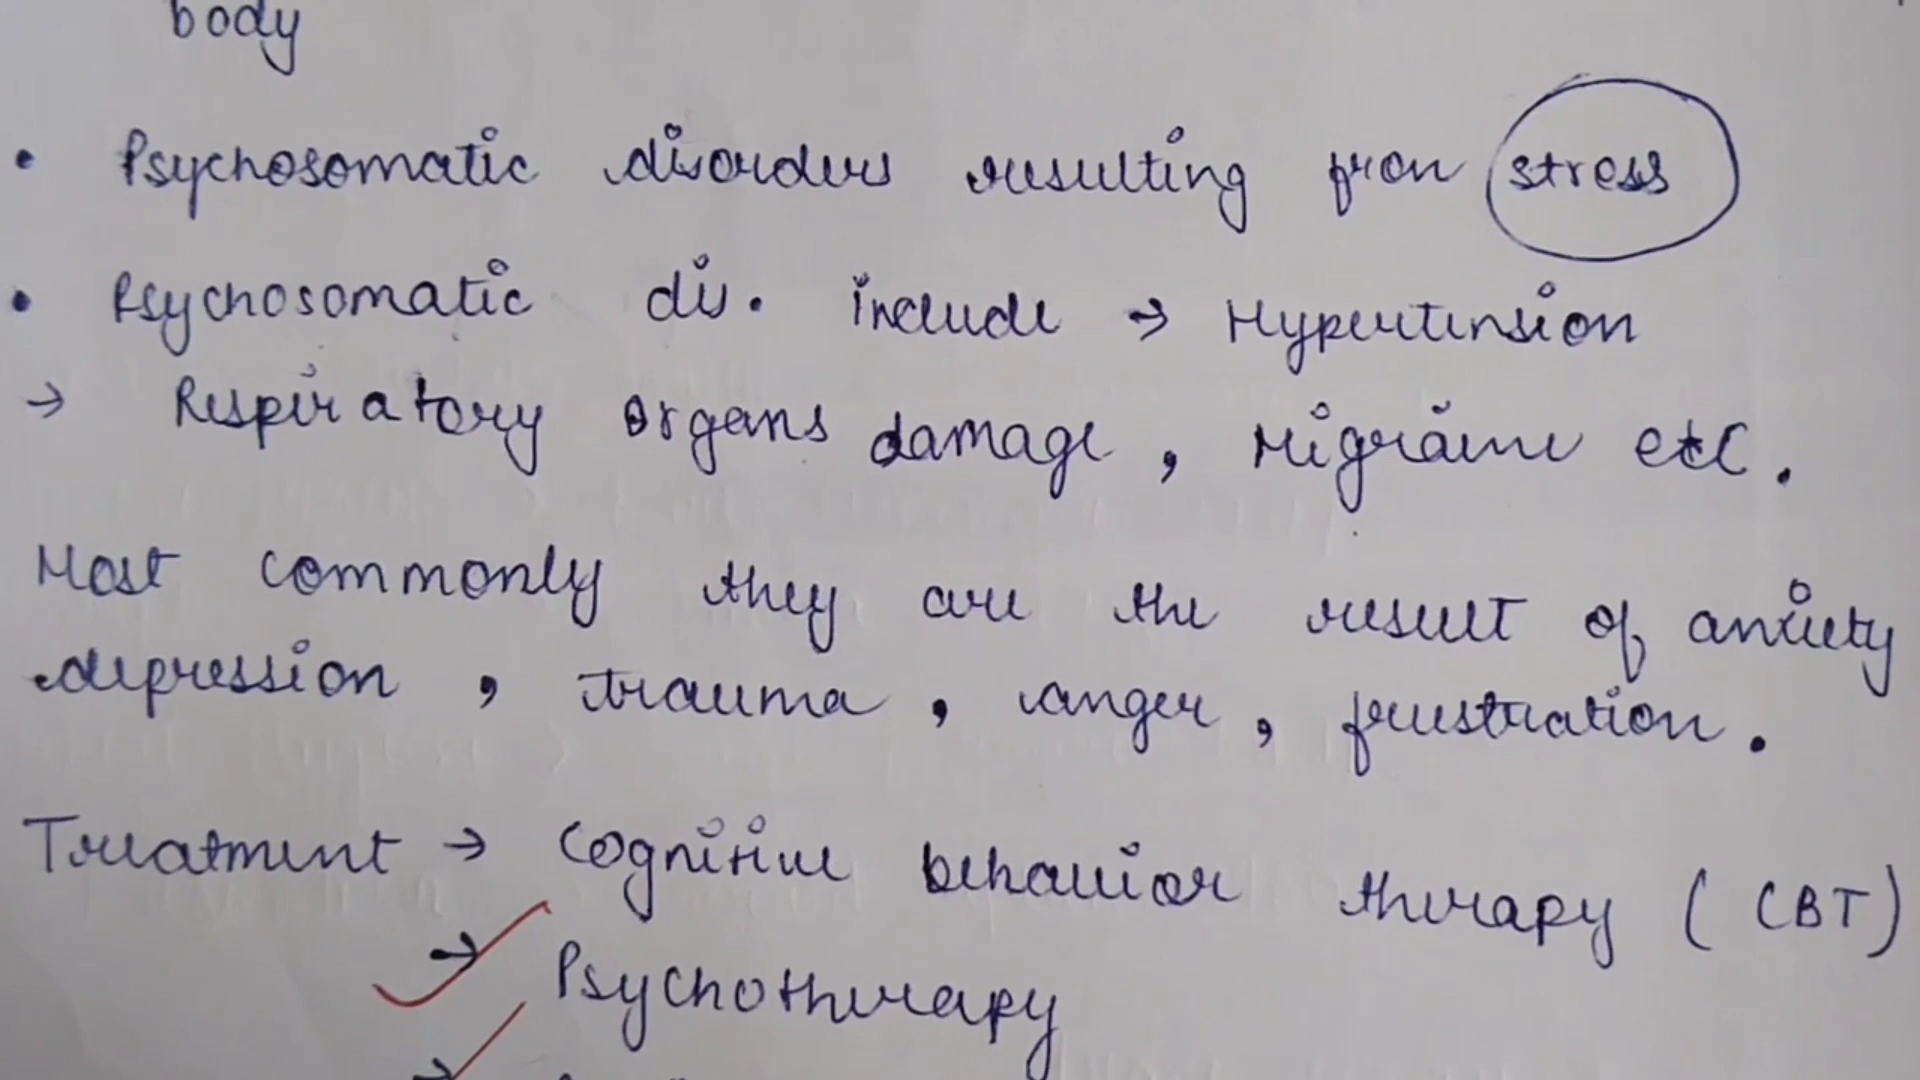 body
• Psychosomatic disorders resulting from stress
• Psychosomatic dis. include → Hypertension
→ Respiratory organs damage, Migraine etc.
Most commonly they are the result of anxiety
depression, trauma, anger, frustration.
Treatment → Cognitive behavior therapy (CBT)
→ Psychotherapy
→